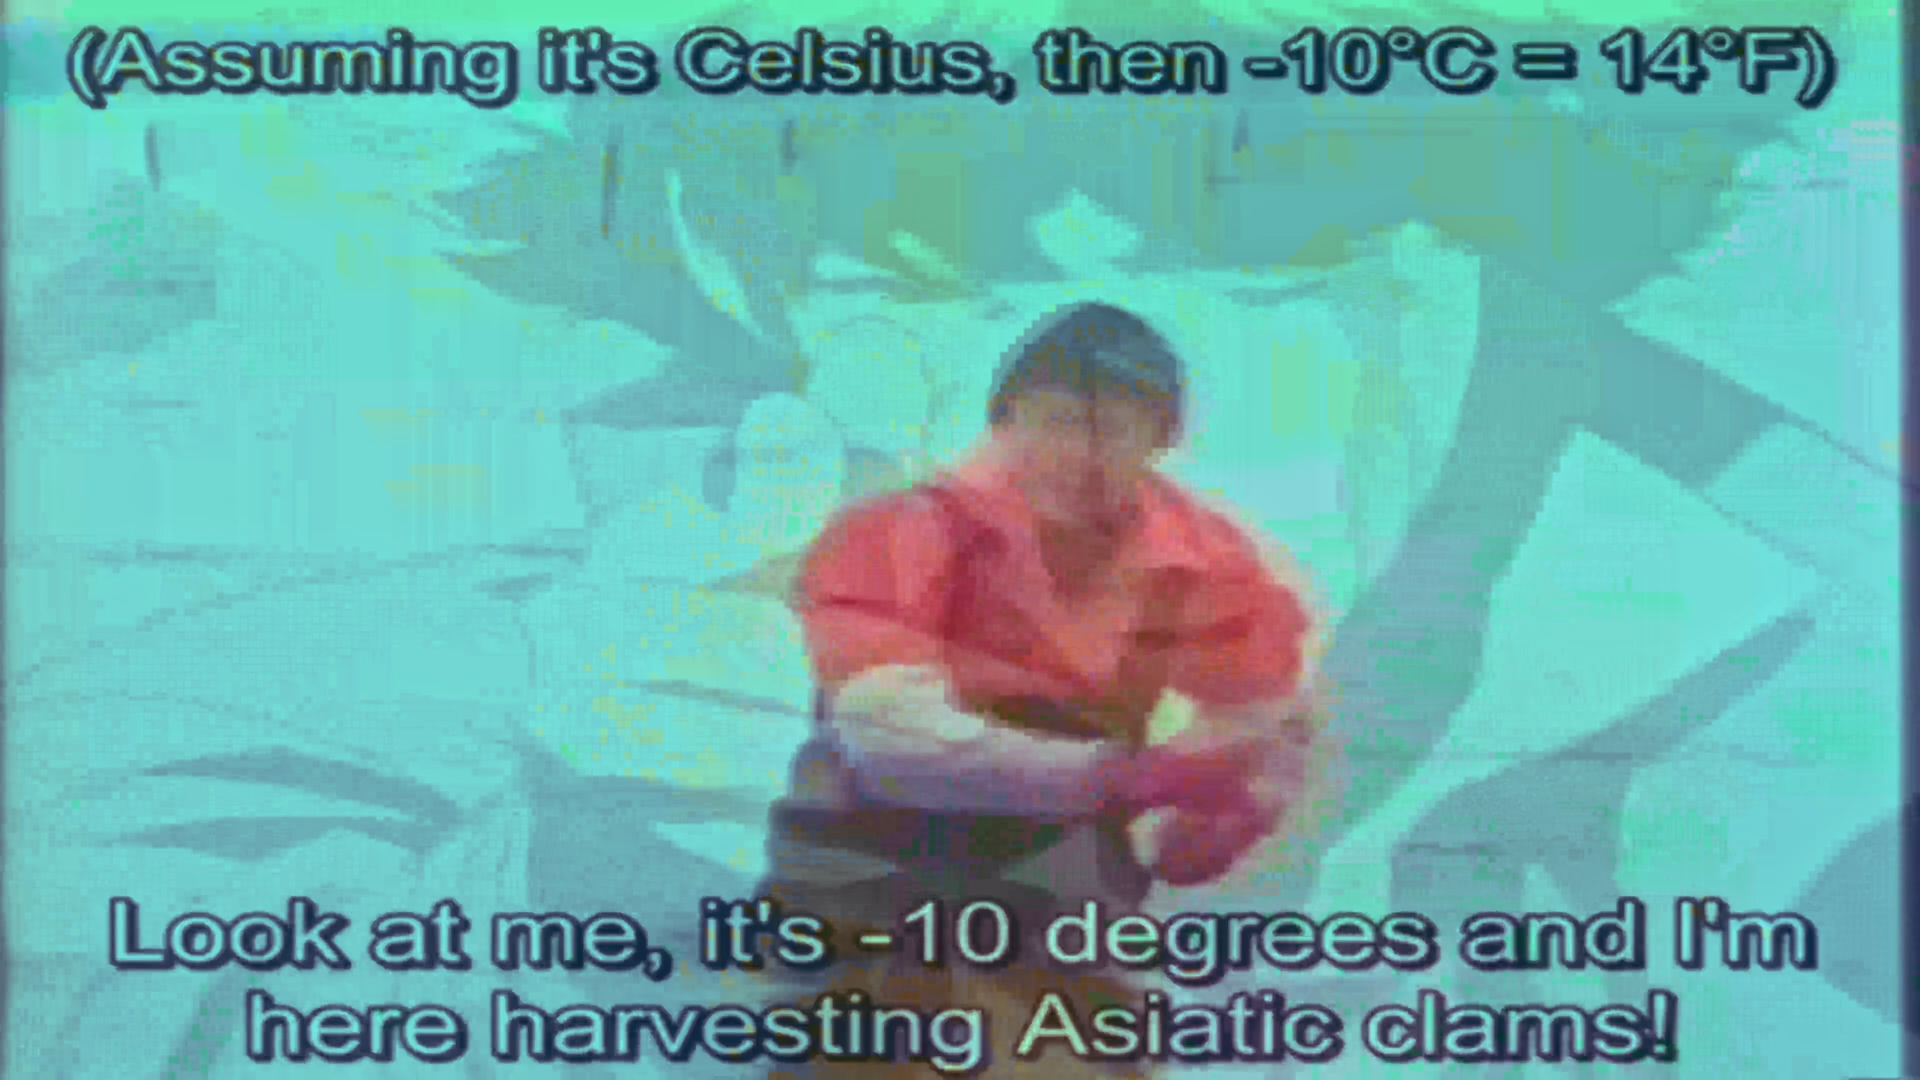 (Assuming it's Celsius, then -10°C = 14°F)
Look at me, it's -10 degrees and I'm
here harvesting Asiatic clams!